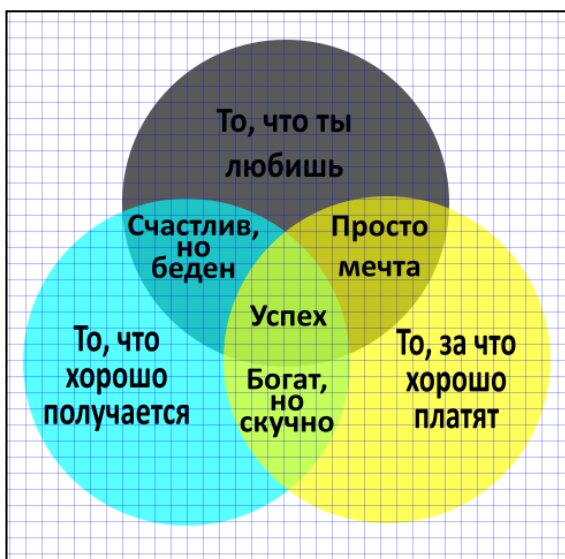 То, что ты
любишь
Счастлив,
но
беден
Просто
мечта
Успех
То, что
хорошо
получается
Богат,
но
скучно
То, за что
хорошо
платят